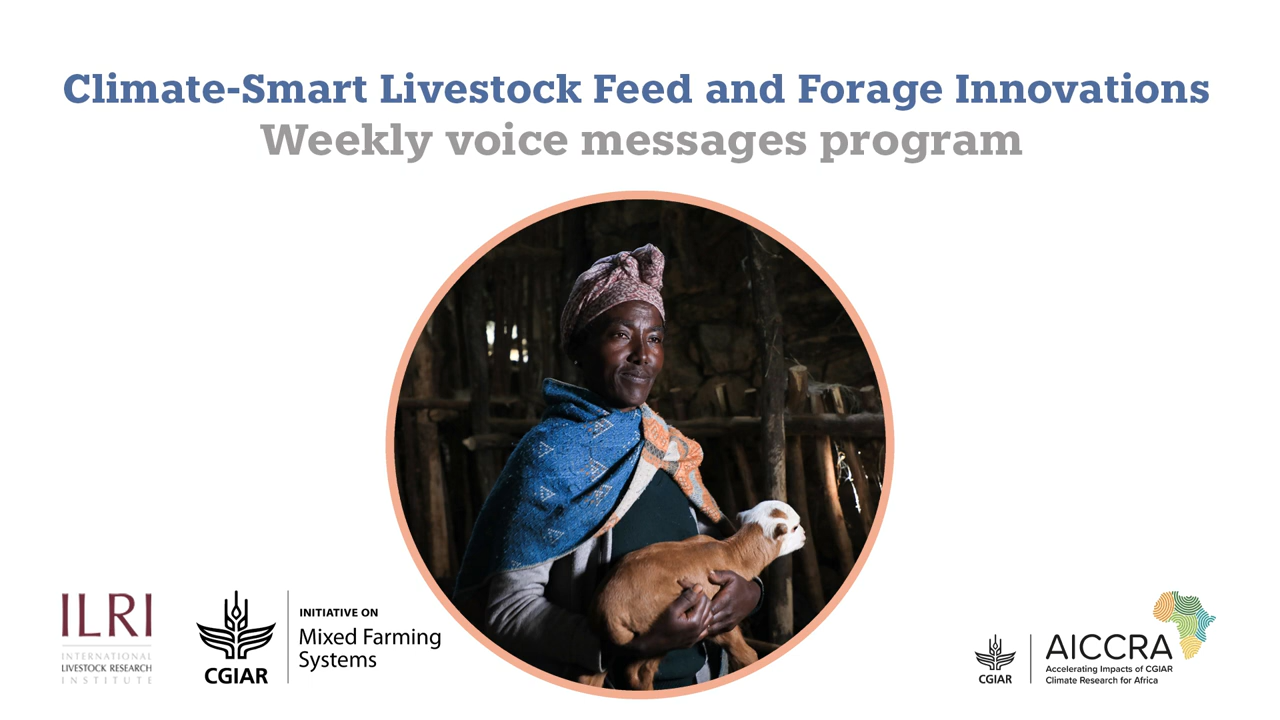 Climate-Smart Livestock Feed and Forage Innovations
Weekly voice messages program
ILRI
INTERNATIONAL
LIVESTOCK RESEARCH
INSTITUTE
CGIAR
INITIATIVE ON
Mixed Farming
Systems
CGIAR
AICCRA
Accelerating Impacts of CGIAR
Climate Research for Africa